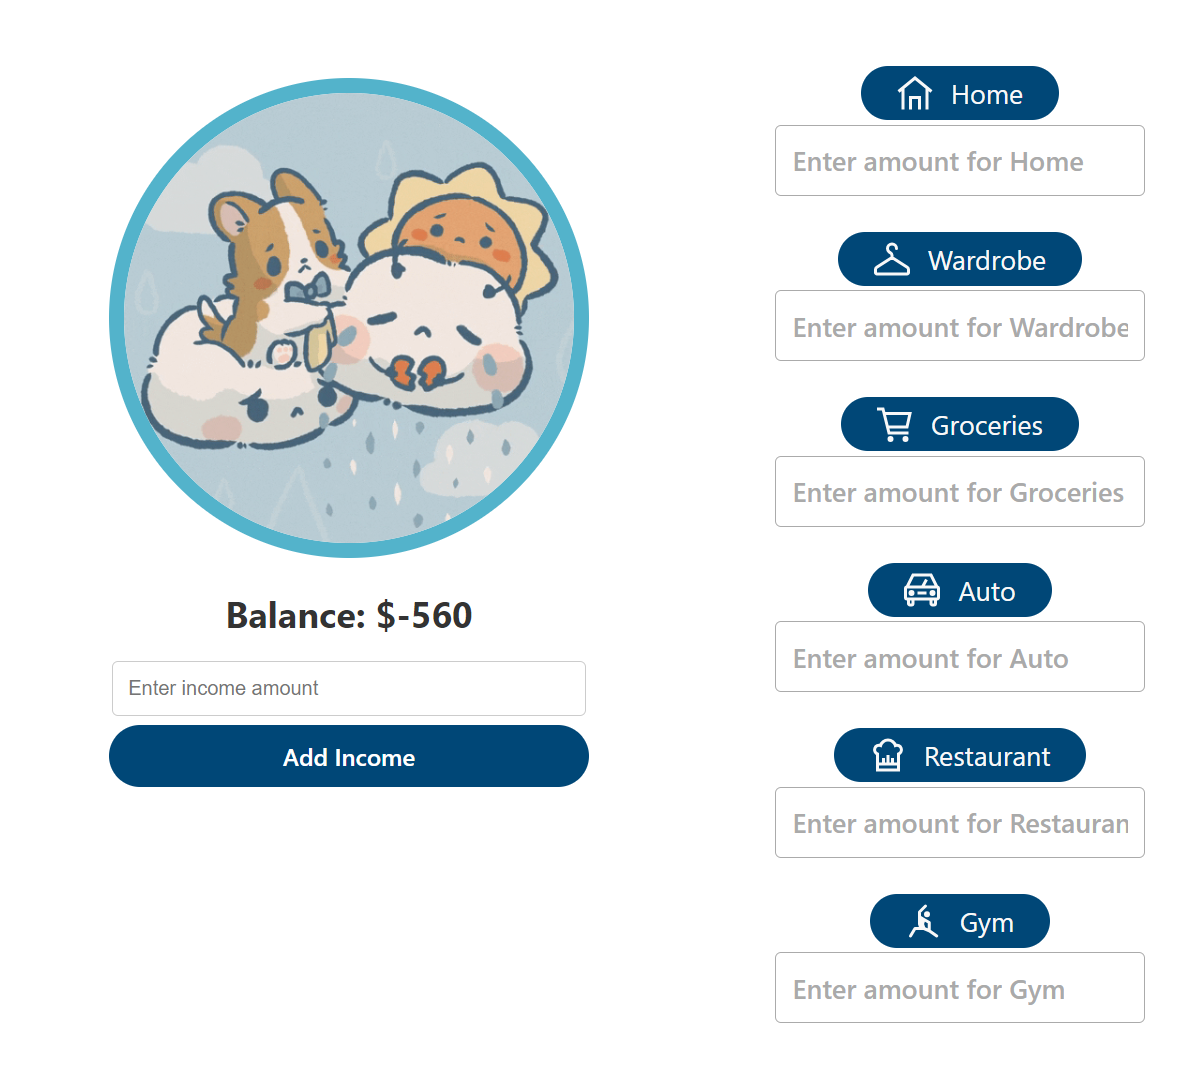 Balance: $-560
Enter income amount
Add Income
Home
Enter amount for Home
Wardrobe
Enter amount for Wardrobe
Groceries
Enter amount for Groceries
Auto
Enter amount for Auto
Restaurant
Enter amount for Restauran
Gym
Enter amount for Gym